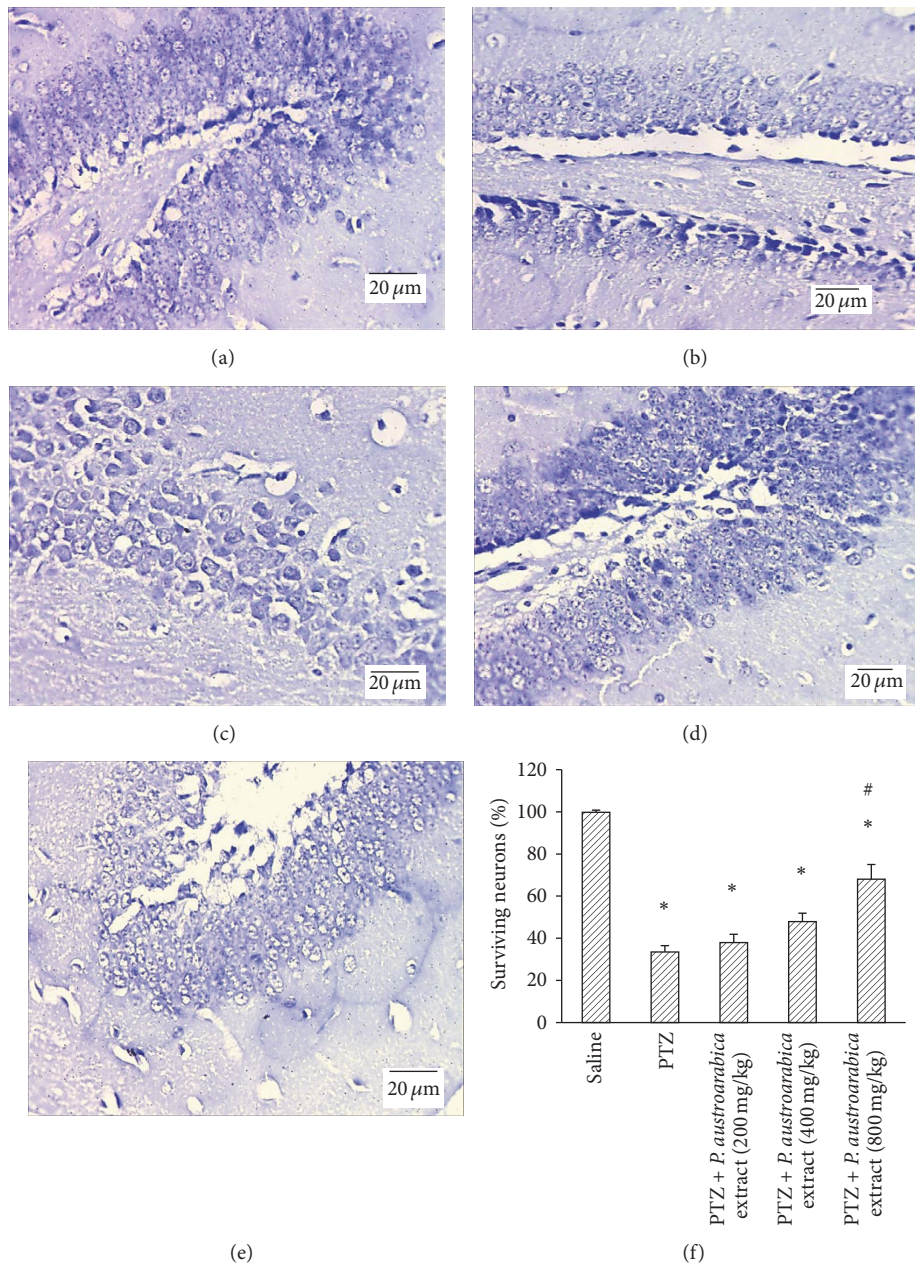 20 µm
20 µm
(a)
(b)
20 µm
20 µm
(c)
(d)
20 µm
Surviving neurons (%)
120
100
80
60
40
20
0
*
*
*
#
*
Saline
PTZ
PTZ + P. austroarabica
extract (200 mg/kg)
PTZ + P. austroarabica
extract (400 mg/kg)
PTZ + P. austroarabica
extract (800 mg/kg)
(e)
(f)